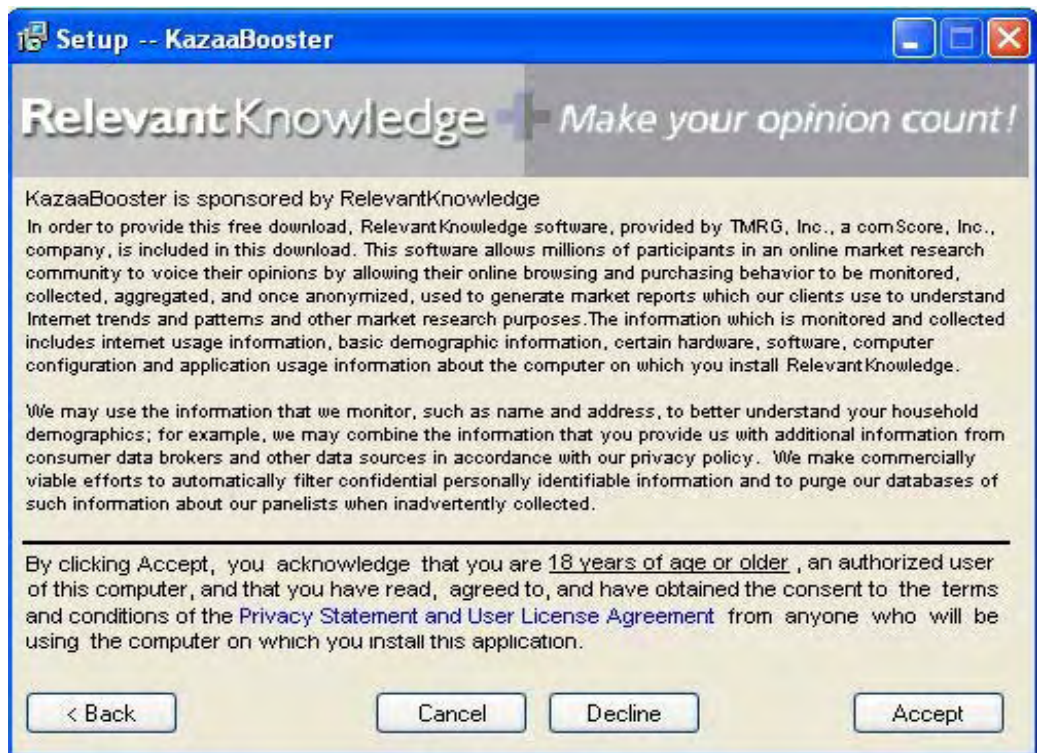 Setup -- KazaaBooster
RelevantKnowledge Make your opinion count!
KazaaBooster is sponsored by RelevantKnowledge
In order to provide this free download, RelevantKnowledge software, provided by TMRG, Inc., a comScore, Inc.,
company, is included in this download. This software allows millions of participants in an online market research
community to voice their opinions by allowing their online browsing and purchasing behavior to be monitored,
collected, aggregated, and once anonymized, used to generate market reports which our clients use to understand
Internet trends and patterns and other market research purposes.The information which is monitored and collected
includes internet usage information, basic demographic information, certain hardware, software, computer
configuration and application usage information about the computer on which you install RelevantKnowledge.
We may use the information that we monitor, such as name and address, to better understand your household
demographics; for example, we may combine the information that you provide us with additional information from
consumer data brokers and other data sources in accordance with our privacy policy. We make commercially
viable efforts to automatically filter confidential personally identifiable information and to purge our databases of
such information about our panelists when inadvertently collected.
By clicking Accept, you acknowledge that you are 18 years of age or older , an authorized user
of this computer, and that you have read, agreed to, and have obtained the consent to the terms
and conditions of the Privacy Statement and User License Agreement from anyone who will be
using the computer on which you install this application.
< Back Cancel Decline Accept